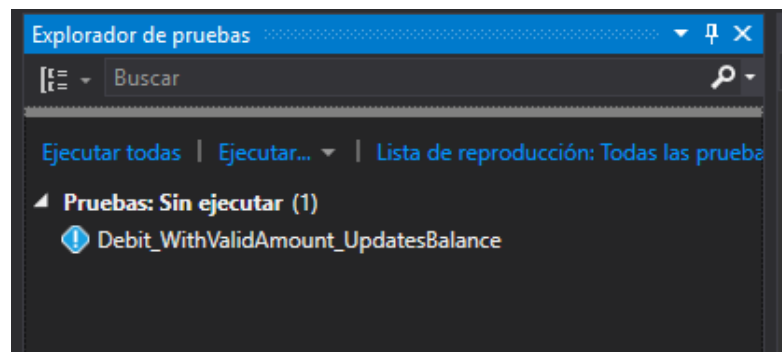 Explorador de pruebas
Buscar
Ejecutar todas | Ejecutar... | Lista de reproducción: Todas las prueba
Pruebas: Sin ejecutar (1)
Debit_WithValidAmount_UpdatesBalance